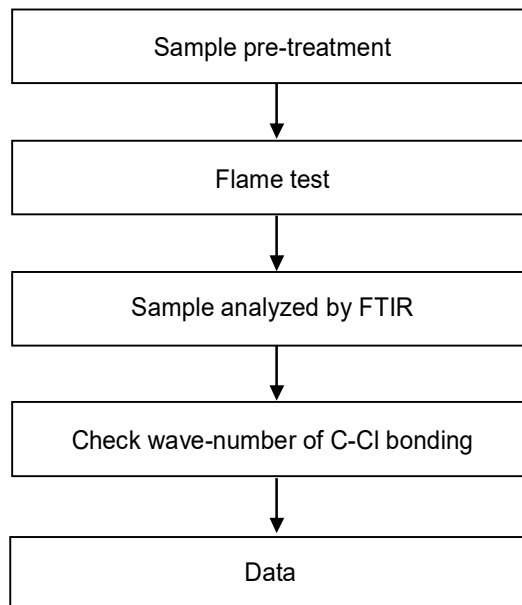 Sample pre-treatment
Flame test
Sample analyzed by FTIR
Check wave-number of C-Cl bonding
Data